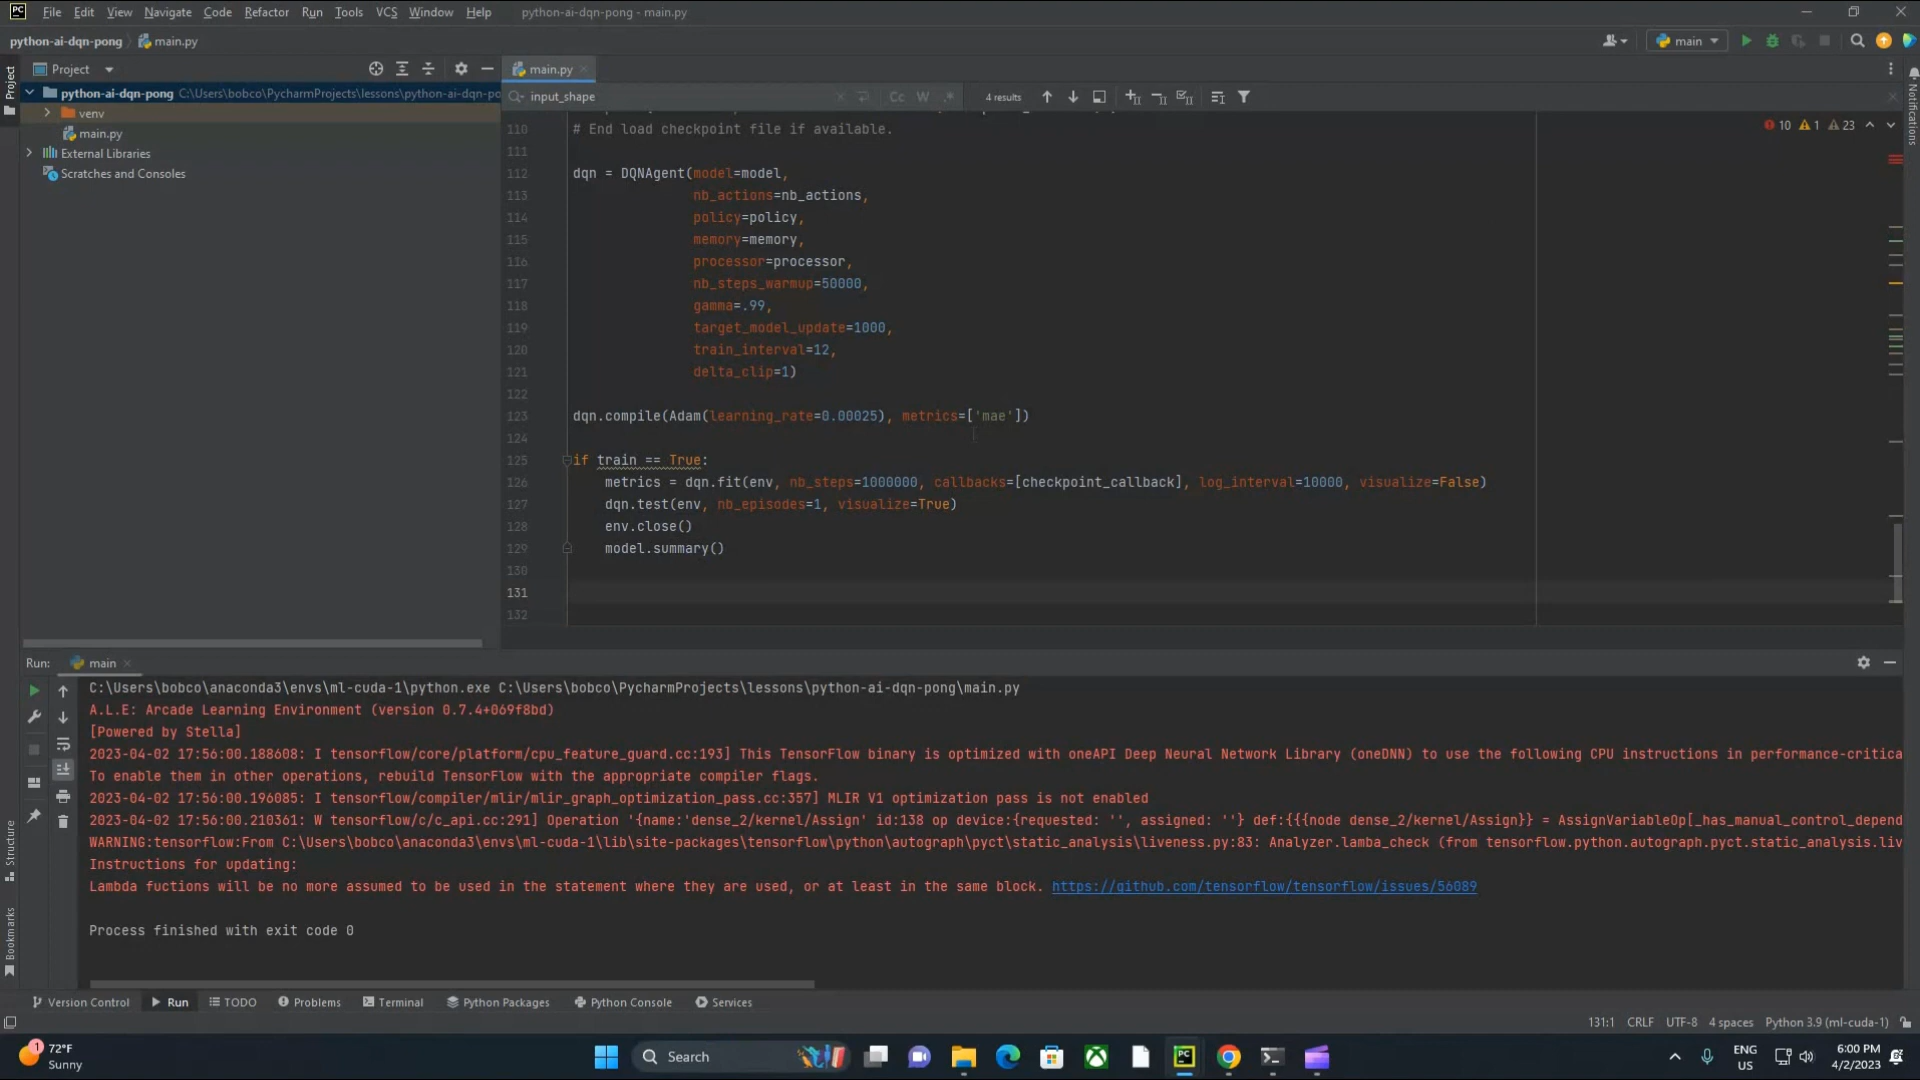 PC File Edit View Navigate Code Refactor Run Tools VCS Window Help python-ai-dqn-pong - main.py
python-ai-dqn-pong main.py main
Project main.py
python-ai-dqn-pong C:\Users\bobco\PycharmProjects\lessons\python-ai-dqn-po
venv
main.py
External Libraries
Scratches and Consoles
Project
Notifications
input_shape Cc W .* 4 results
10 1 23
110 # End load checkpoint file if available.
111
112 dqn = DQNAgent(model=model,
113 nb_actions=nb_actions,
114 policy=policy,
115 memory=memory,
116 processor=processor,
117 nb_steps_warmup=50000,
118 gamma=.99,
119 target_model_update=1000,
120 train_interval=12,
121 delta_clip=1)
122
123 dqn.compile(Adam(learning_rate=0.00025), metrics=['mae'])
124
125 if train == True:
126 metrics = dqn.fit(env, nb_steps=1000000, callbacks=[checkpoint_callback], log_interval=10000, visualize=False)
127 dqn.test(env, nb_episodes=1, visualize=True)
128 env.close()
129 model.summary()
130
131
132
Run: main
C:\Users\bobco\anaconda3\envs\ml-cuda-1\python.exe C:\Users\bobco\PycharmProjects\lessons\python-ai-dqn-pong\main.py
A.L.E: Arcade Learning Environment (version 0.7.4+069f8bd)
[Powered by Stella]
2023-04-02 17:56:00.188608: I tensorflow/core/platform/cpu_feature_guard.cc:193] This TensorFlow binary is optimized with oneAPI Deep Neural Network Library (oneDNN) to use the following CPU instructions in performance-critica
To enable them in other operations, rebuild TensorFlow with the appropriate compiler flags.
2023-04-02 17:56:00.196085: I tensorflow/compiler/mlir/mlir_graph_optimization_pass.cc:357] MLIR V1 optimization pass is not enabled
2023-04-02 17:56:00.210361: W tensorflow/c/c_api.cc:291] Operation '{name:'dense_2/kernel/Assign' id:138 op device:{requested: '', assigned: ''} def:{{{node dense_2/kernel/Assign}} = AssignVariableOp[_has_manual_control_depend
WARNING:tensorflow:From C:\Users\bobco\anaconda3\envs\ml-cuda-1\lib\site-packages\tensorflow\python\autograph\pyct\static_analysis\liveness.py:83: Analyzer.lamba_check (from tensorflow.python.autograph.pyct.static_analysis.liv
Instructions for updating:
Lambda fuctions will be no more assumed to be used in the statement where they are used, or at least in the same block. https://github.com/tensorflow/tensorflow/issues/56089
Process finished with exit code 0
Structure
Bookmarks
Version Control Run TODO Problems Terminal Python Packages Python Console Services
131:1 CRLF UTF-8 4 spaces Python 3.9 (ml-cuda-1)
1 72°F
Sunny
Search
PC
ENG
US
6:00 PM
4/2/2023